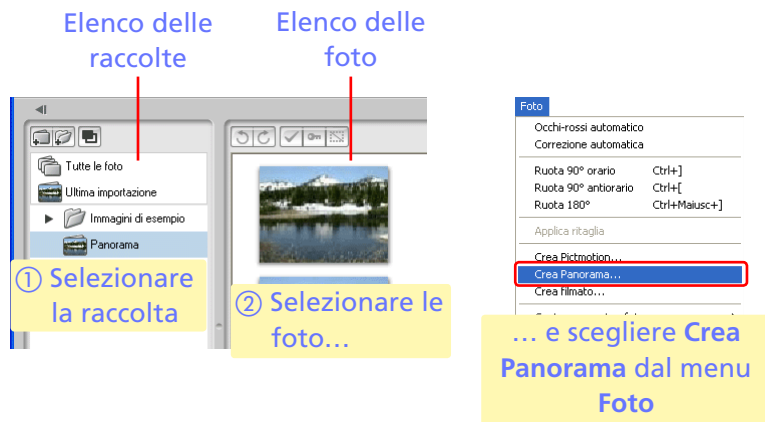 Elenco delle
raccolte
Elenco delle
foto
Tutte le foto
Ultima importazione
Immagini di esempio
Panorama
① Selezionare
la raccolta
② Selezionare le
foto…
Foto
Occhi-rossi automatico
Correzione automatica
Ruota 90° orario Ctrl+]
Ruota 90° antiorario Ctrl+[
Ruota 180° Ctrl+Maiusc+]
Applica ritaglia
Crea Pictmotion...
Crea Panorama...
Crea filmato...
… e scegliere Crea
Panorama dal menu
Foto